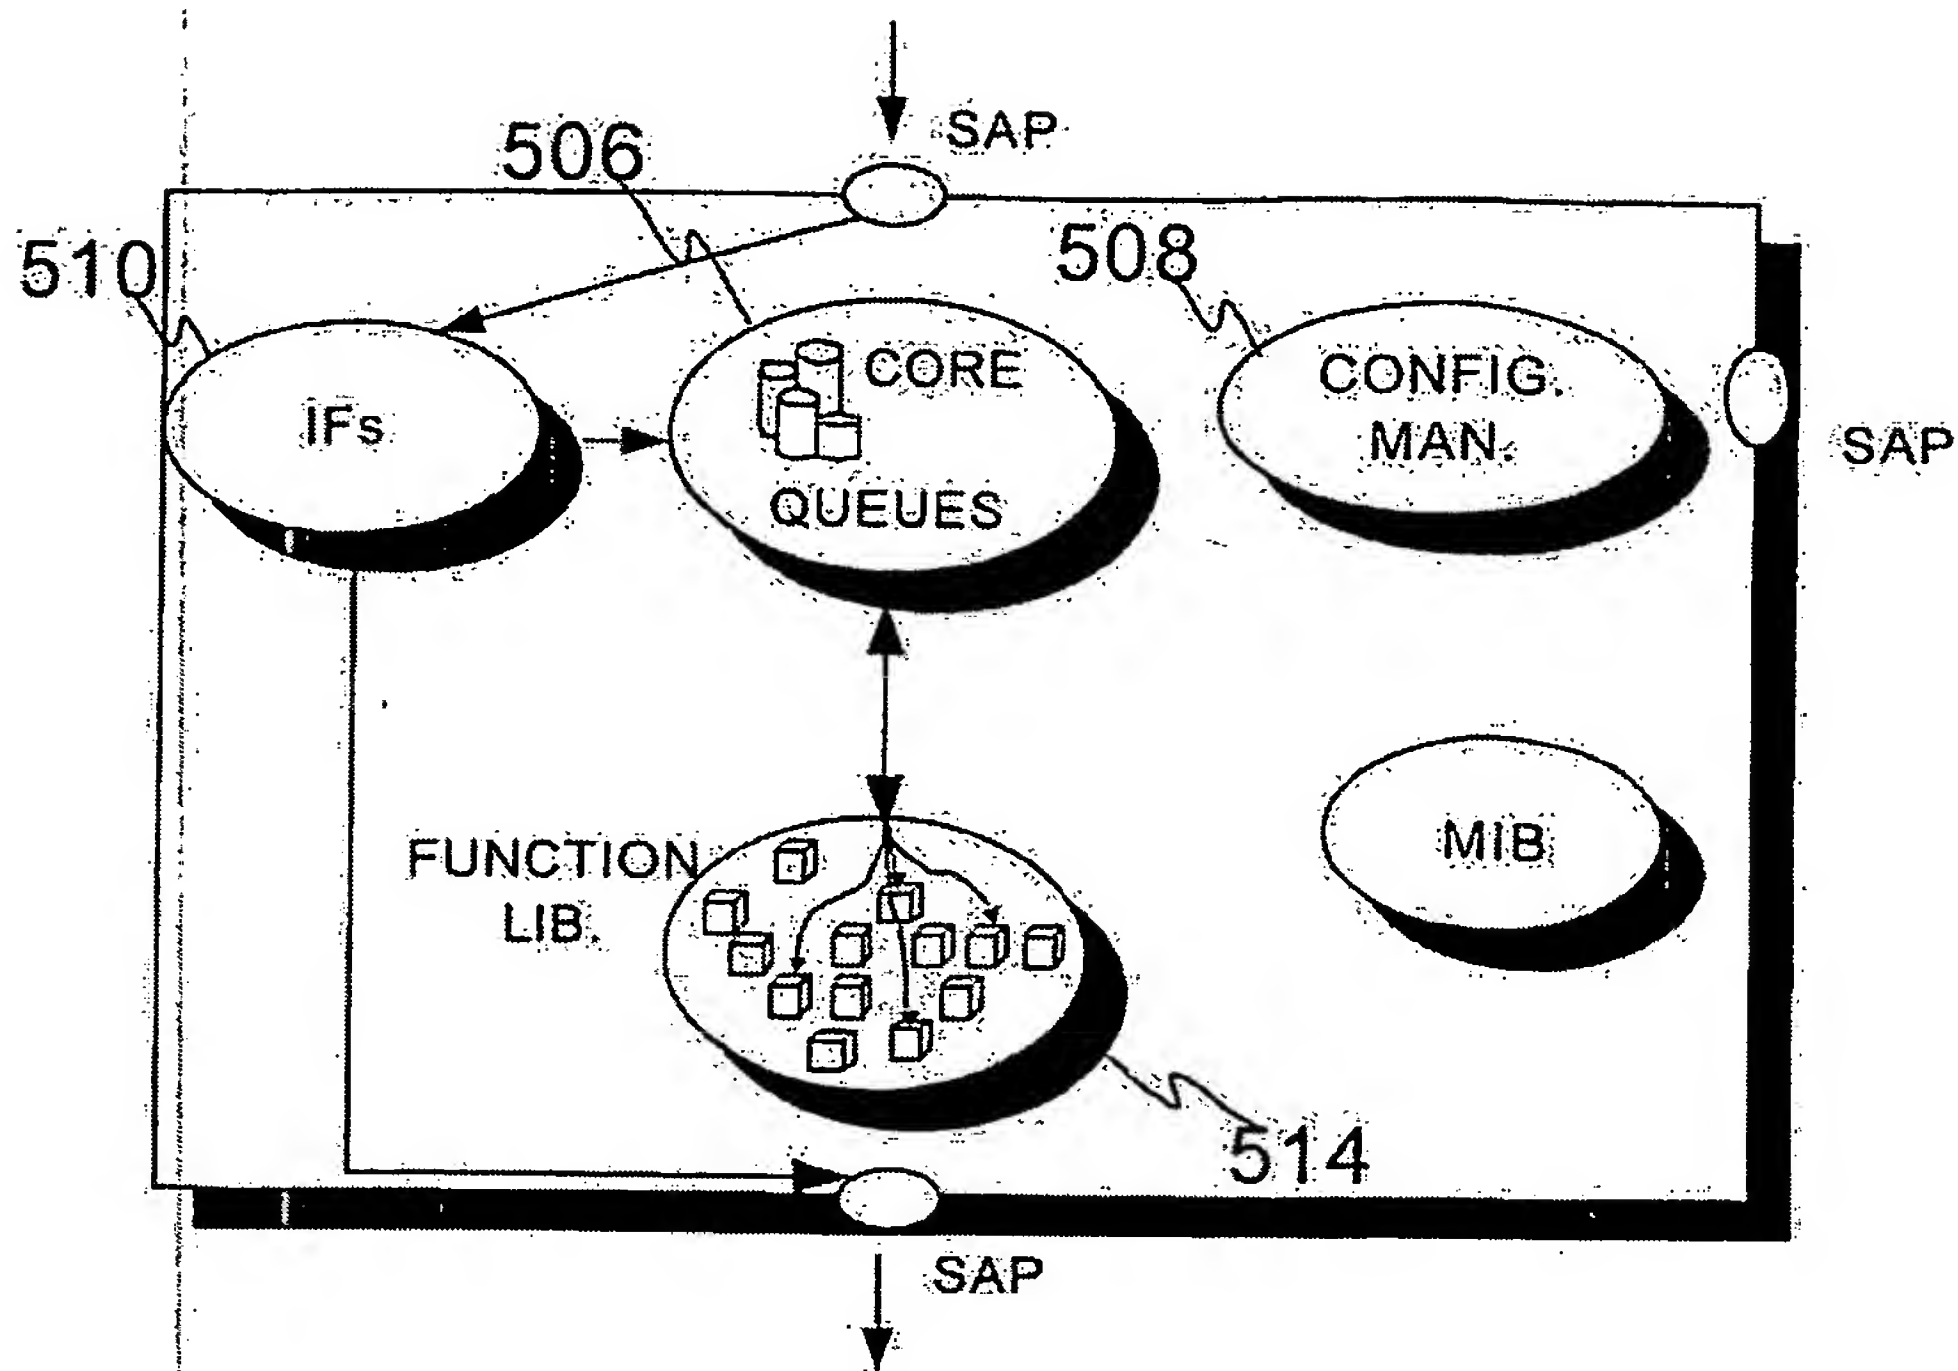 SAP
506
510
508
CORE
QUEUES
IFs
CONFIG.
MAN.
SAP
FUNCTION
LIB.
MIB
514
SAP